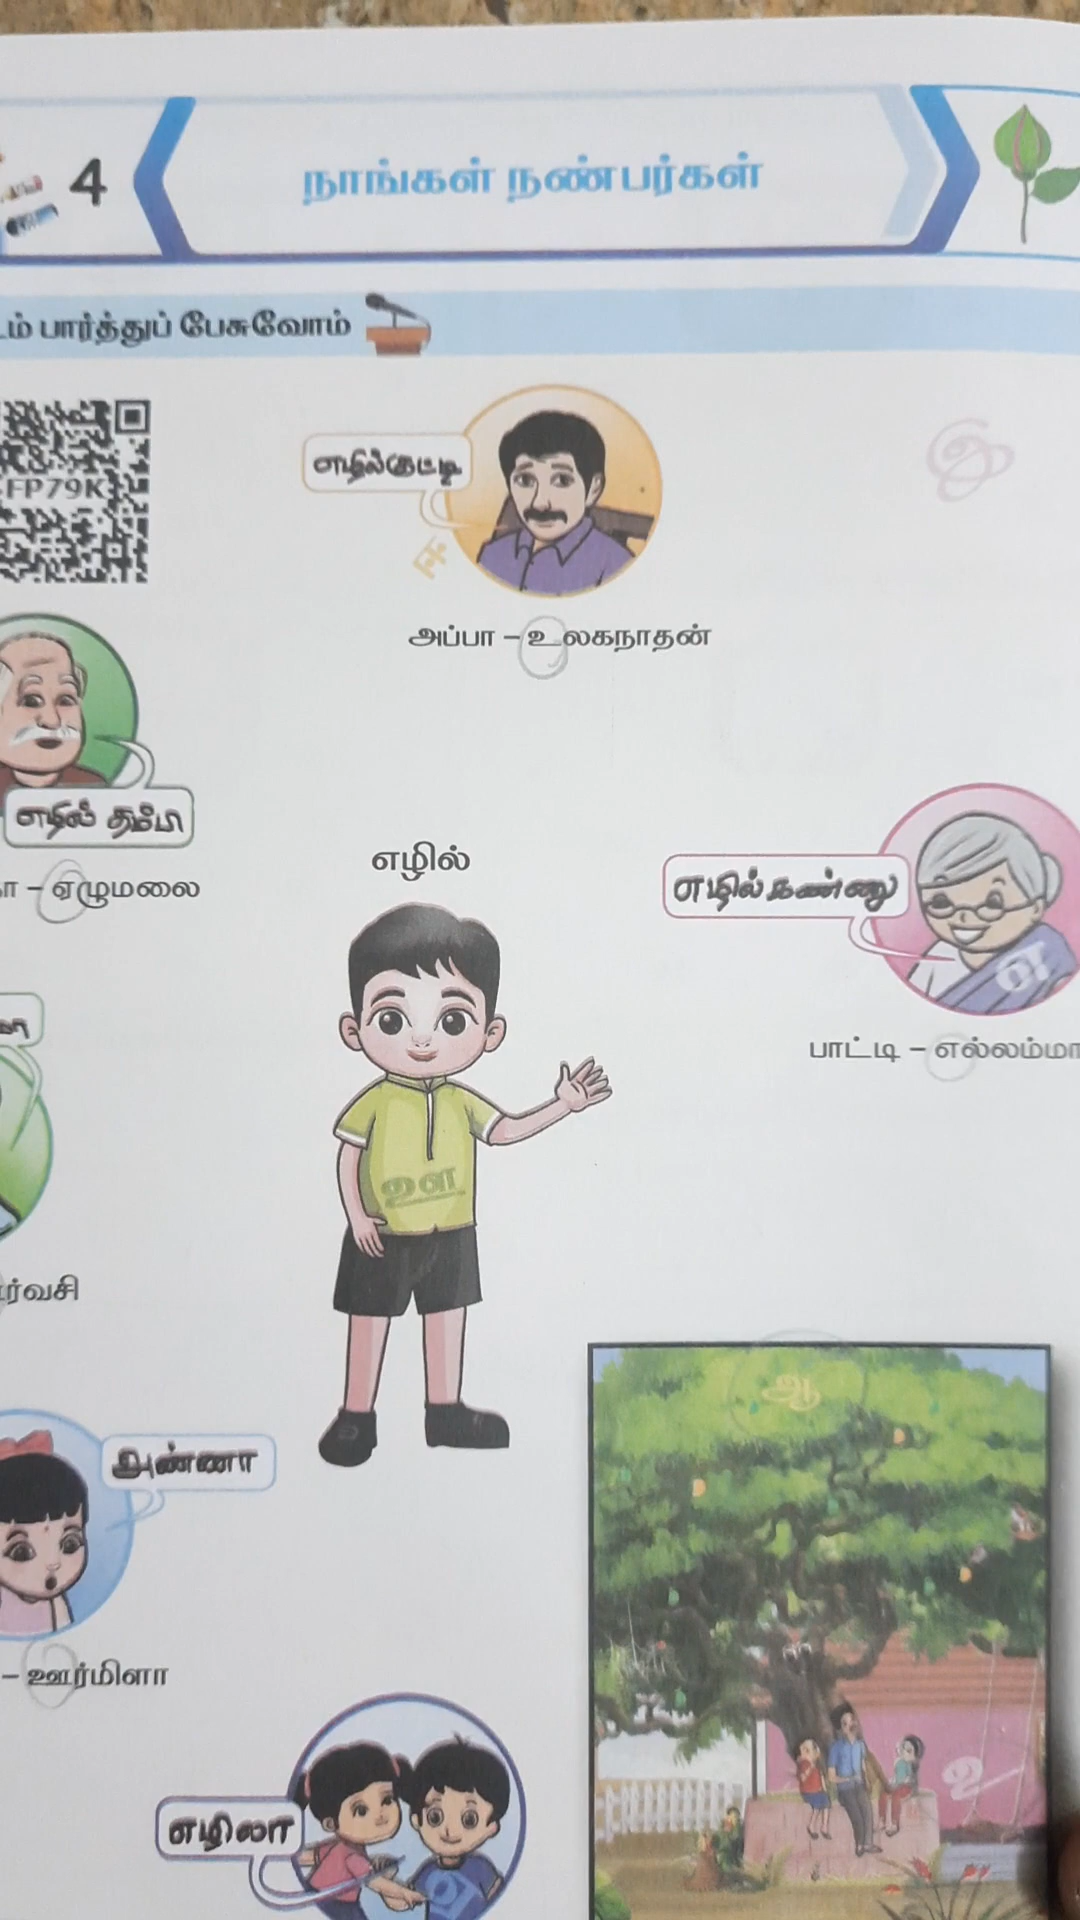 4
நாங்கள் நண்பர்கள்
பார்த்துப் பேசுவோம்
FP79K
எழில்குட்டி
இ
ஈ
அப்பா – உலகநாதன்
எழில் தம்பி
– ஏழுமலை
எழில்
எழில் கண்ணு
எ
பாட்டி – எல்லம்மா
ஊ
அண்ணா
ஆ
– ஊர்மிளா
உ
எழிலா
ஏ